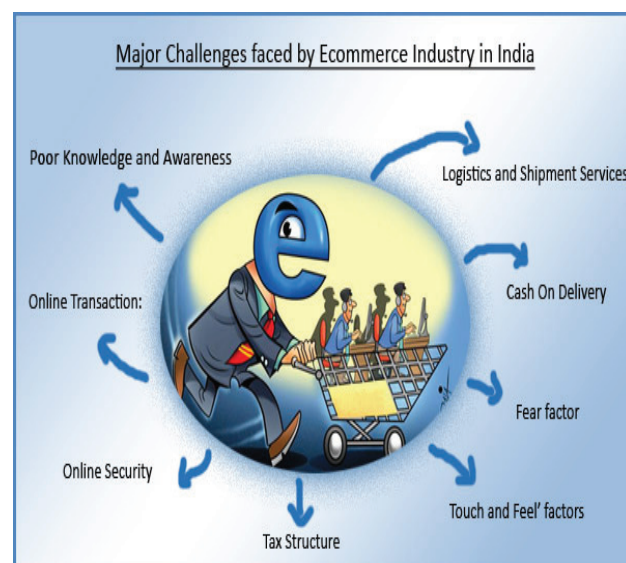 Major Challenges faced by Ecommerce Industry in India
Poor Knowledge and Awareness
Logistics and Shipment Services
Online Transaction:
Cash On Delivery
Fear factor
Online Security
Touch and Feel' factors
Tax Structure
e